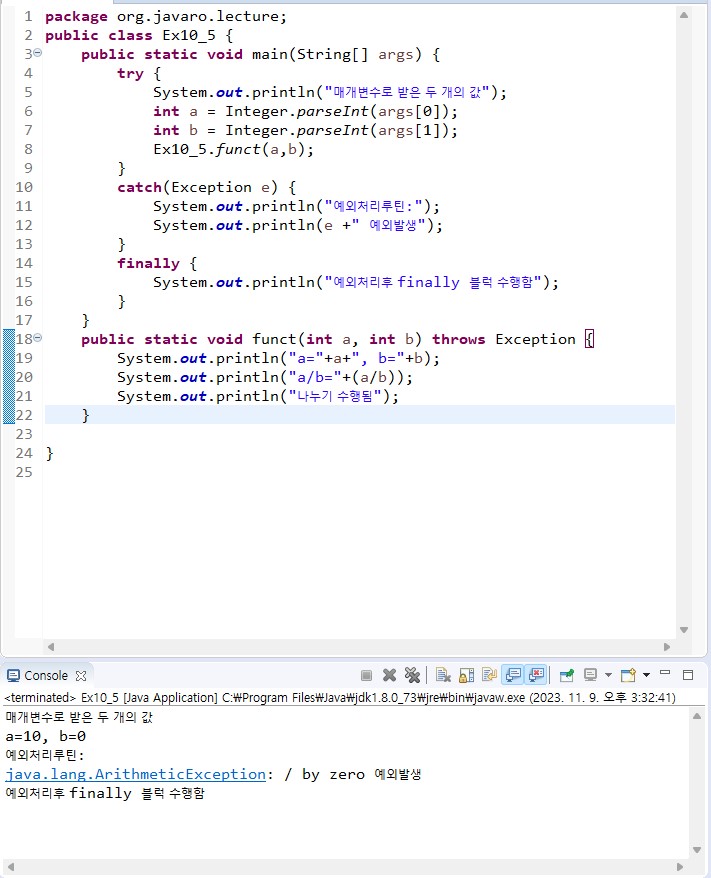 1 package org.javaro.lecture;
2 public class Ex10_5 {
3 public static void main(String[] args) {
4 try {
5 System.out.println("매개변수로 받은 두 개의 값");
6 int a = Integer.parseInt(args[0]);
7 int b = Integer.parseInt(args[1]);
8 Ex10_5.funct(a,b);
9 }
10 catch(Exception e) {
11 System.out.println("예외처리루틴:");
12 System.out.println(e +" 예외발생");
13 }
14 finally {
15 System.out.println("예외처리후 finally 블럭 수행함");
16 }
17 }
18 public static void funct(int a, int b) throws Exception {
19 System.out.println("a="+a+", b="+b);
20 System.out.println("a/b="+(a/b));
21 System.out.println("나누기 수행됨");
22 }
23
24 }
25
Console
<terminated> Ex10_5 [Java Application] C:₩Program Files₩Java₩jdk1.8.0_73₩jre₩bin₩javaw.exe (2023. 11. 9. 오후 3:32:41)
매개변수로 받은 두 개의 값
a=10, b=0
예외처리루틴:
java.lang.ArithmeticException: / by zero 예외발생
예외처리후 finally 블럭 수행함